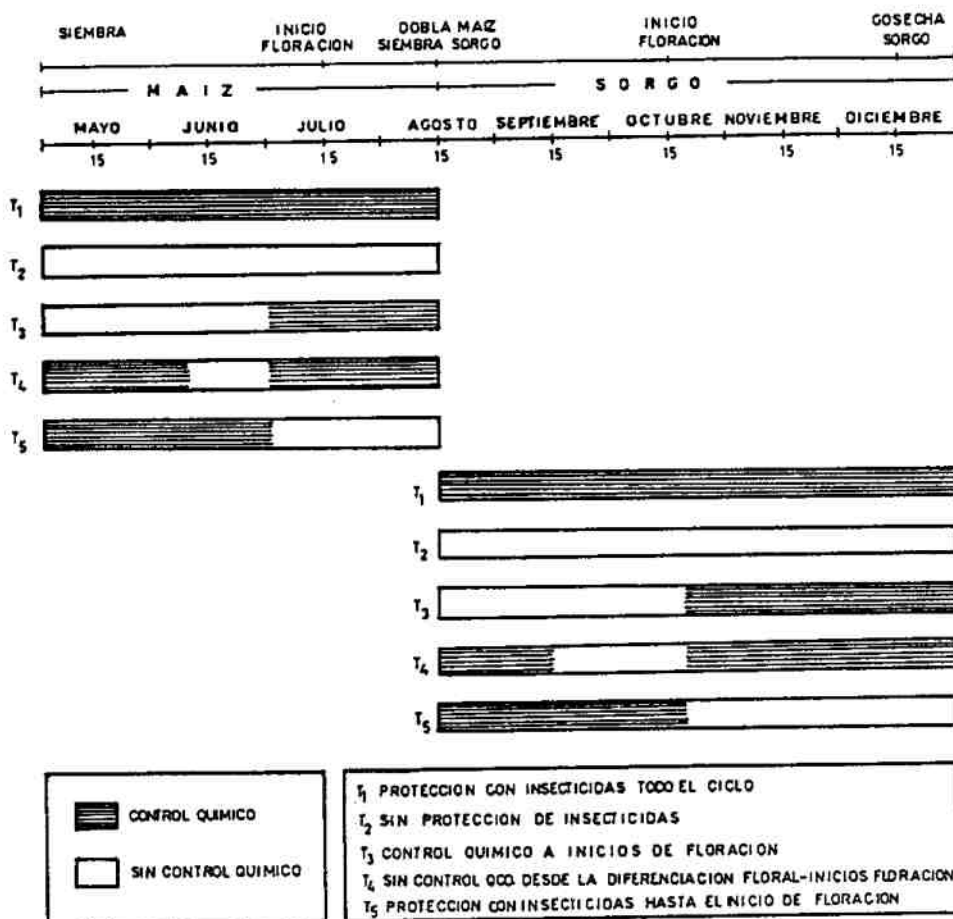 SIEMBRA
INICIO
FLORACION
DOBLA MAIZ
SIEMBRA SORGO
INICIO
FLORACION
COSECHA
SORGO
MAIZ
SORGO
MAYO JUNIO JULIO AGOSTO SEPTIEMBRE OCTUBRE NOVIEMBRE DICIEMBRE
15 15 15 15 15 15 15 15
T1
T2
T3
T4
T5
T1
T2
T3
T4
T5
CONTROL QUIMICO
SIN CONTROL QUIMICO
T1 PROTECCION CON INSECTICIDAS TODO EL CICLO
T2 SIN PROTECCION DE INSECTICIDAS
T3 CONTROL QUIMICO A INICIOS DE FLORACION
T4 SIN CONTROL QCO. DESDE LA DIFERENCIACION FLORAL-INICIOS FLORACION
T5 PROTECCION CON INSECTICIDAS HASTA EL INICIO DE FLORACION